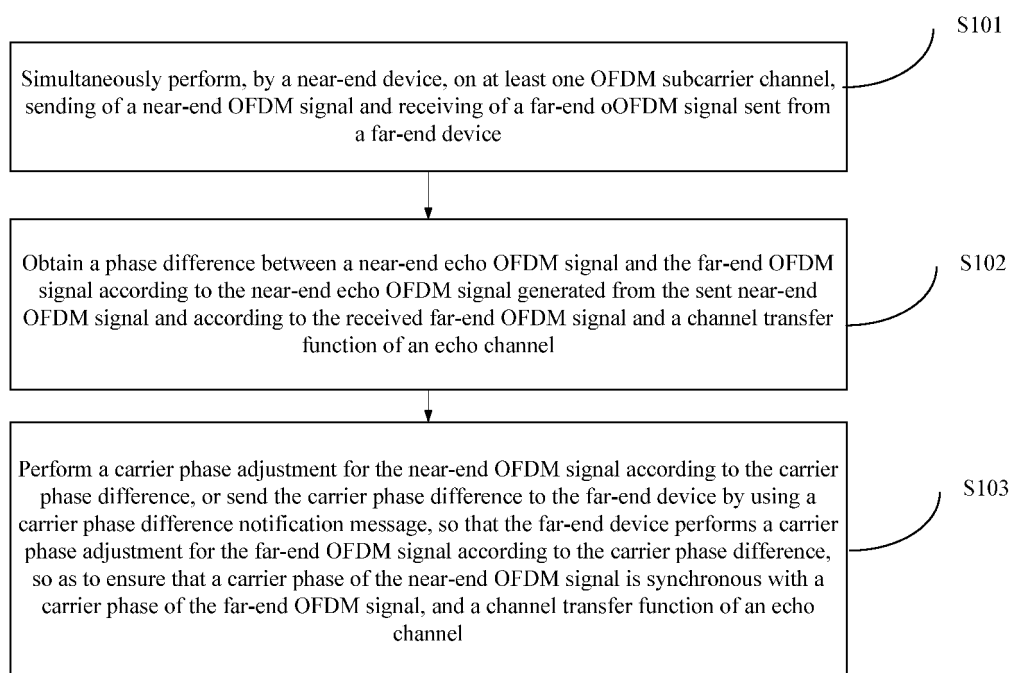 S101
Simultaneously perform, by a near-end device, on at least one OFDM subcarrier channel,
sending of a near-end OFDM signal and receiving of a far-end oOFDM signal sent from
a far-end device
S102
Obtain a phase difference between a near-end echo OFDM signal and the far-end OFDM
signal according to the near-end echo OFDM signal generated from the sent near-end
OFDM signal and according to the received far-end OFDM signal and a channel transfer
function of an echo channel
S103
Perform a carrier phase adjustment for the near-end OFDM signal according to the carrier
phase difference, or send the carrier phase difference to the far-end device by using a
carrier phase difference notification message, so that the far-end device performs a carrier
phase adjustment for the far-end OFDM signal according to the carrier phase difference,
so as to ensure that a carrier phase of the near-end OFDM signal is synchronous with a
carrier phase of the far-end OFDM signal, and a channel transfer function of an echo
channel